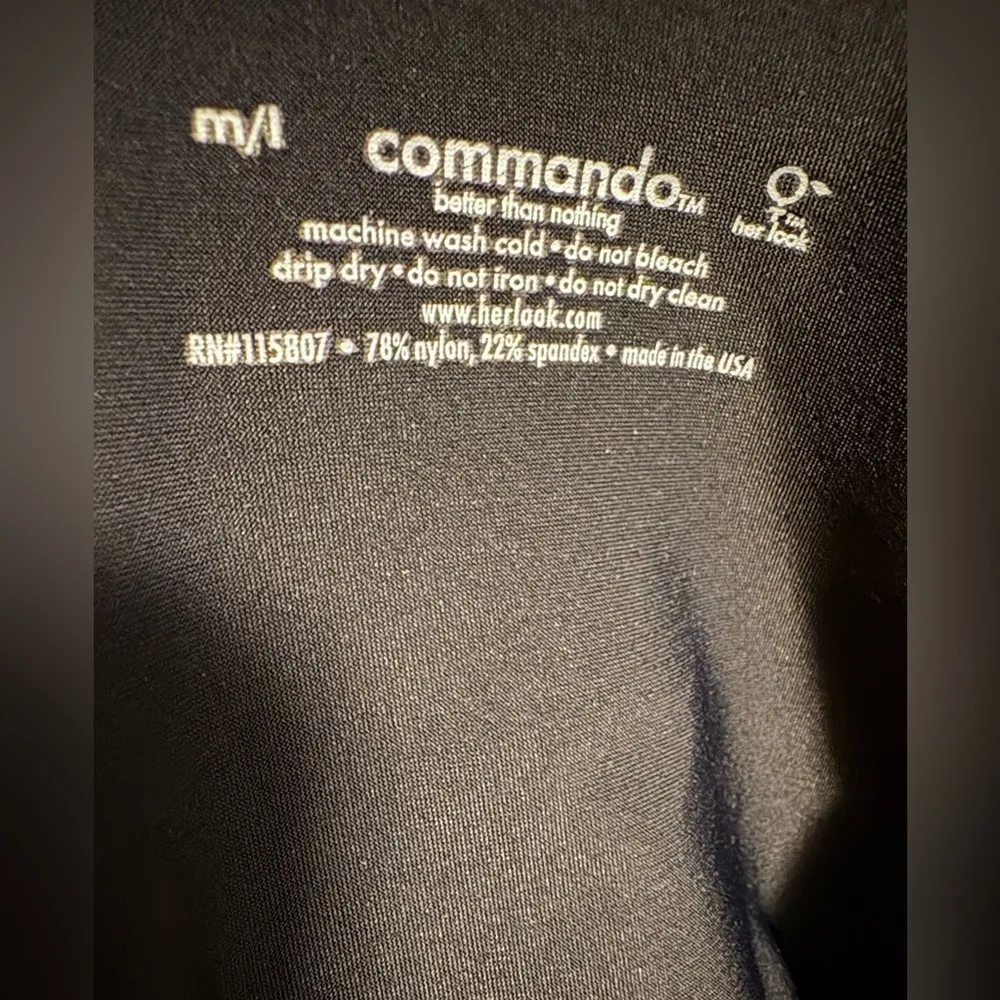 m/l
commando™
better than nothing
machine wash cold • do not bleach
drip dry • do not iron • do not dry clean
www.herlook.com
RN#115807 • 78% nylon, 22% spandex • made in the USA
™
her look